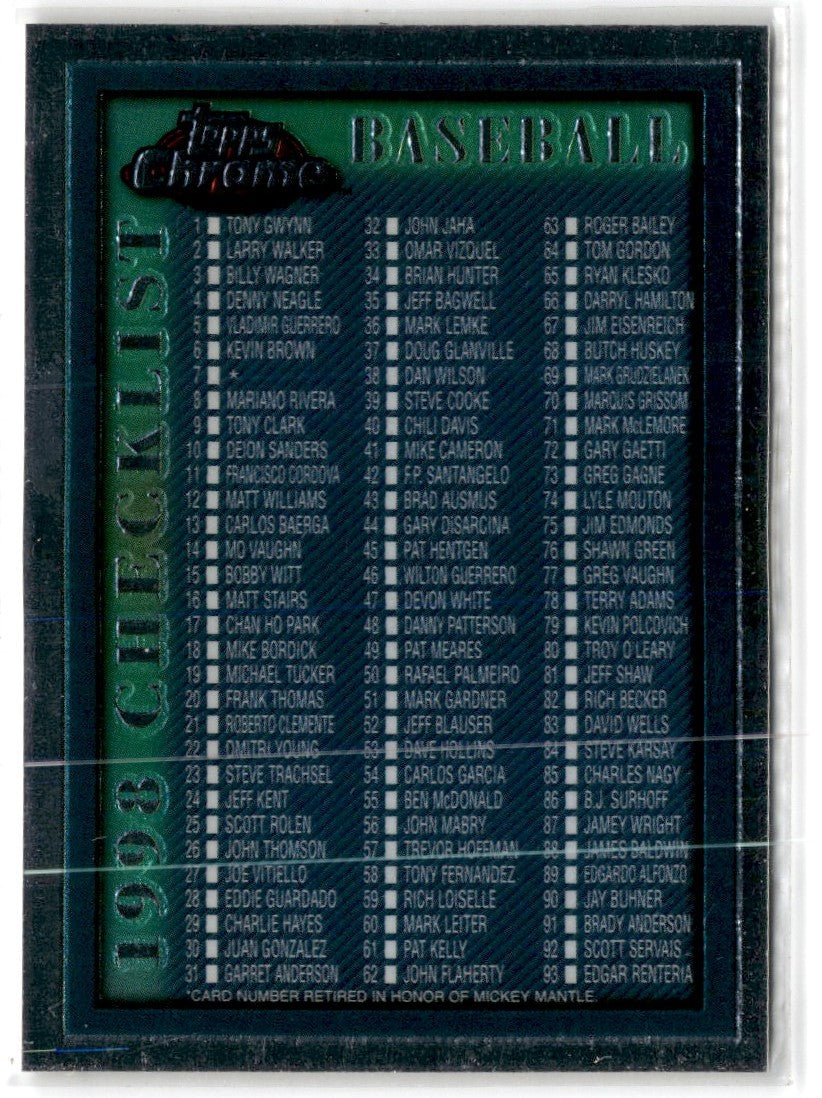 Topps
Chrome
BASEBALL
1998 CHECKLIST
1 TONY GWYNN
2 LARRY WALKER
3 BILLY WAGNER
4 DENNY NEAGLE
5 VLADIMIR GUERRERO
6 KEVIN BROWN
7 *
8 MARIANO RIVERA
9 TONY CLARK
10 DEION SANDERS
11 FRANCISCO CORDOVA
12 MATT WILLIAMS
13 CARLOS BAERGA
14 MO VAUGHN
15 BOBBY WITT
16 MATT STAIRS
17 CHAN HO PARK
18 MIKE BORDICK
19 MICHAEL TUCKER
20 FRANK THOMAS
21 ROBERTO CLEMENTE
22 DMITRI YOUNG
23 STEVE TRACHSEL
24 JEFF KENT
25 SCOTT ROLEN
26 JOHN THOMSON
27 JOE VITIELLO
28 EDDIE GUARDADO
29 CHARLIE HAYES
30 JUAN GONZALEZ
31 GARRET ANDERSON
32 JOHN JAHA
33 OMAR VIZQUEL
34 BRIAN HUNTER
35 JEFF BAGWELL
36 MARK LEMKE
37 DOUG GLANVILLE
38 DAN WILSON
39 STEVE COOKE
40 CHILI DAVIS
41 MIKE CAMERON
42 F.P. SANTANGELO
43 BRAD AUSMUS
44 GARY DISARCINA
45 PAT HENTGEN
46 WILTON GUERRERO
47 DEVON WHITE
48 DANNY PATTERSON
49 PAT MEARES
50 RAFAEL PALMEIRO
51 MARK GARDNER
52 JEFF BLAUSER
53 DAVE HOLLINS
54 CARLOS GARCIA
55 BEN McDONALD
56 JOHN MABRY
57 TREVOR HOFFMAN
58 TONY FERNANDEZ
59 RICH LOISELLE
60 MARK LEITER
61 PAT KELLY
62 JOHN FLAHERTY
63 ROGER BAILEY
64 TOM GORDON
65 RYAN KLESKO
66 DARRYL HAMILTON
67 JIM EISENREICH
68 BUTCH HUSKEY
69 MARK GRUDZIELANEK
70 MARQUIS GRISSOM
71 MARK McLEMORE
72 GARY GAETTI
73 GREG GAGNE
74 LYLE MOUTON
75 JIM EDMONDS
76 SHAWN GREEN
77 GREG VAUGHN
78 TERRY ADAMS
79 KEVIN POLCOVICH
80 TROY O'LEARY
81 JEFF SHAW
82 RICH BECKER
83 DAVID WELLS
84 STEVE KARSAY
85 CHARLES NAGY
86 B.J. SURHOFF
87 JAMEY WRIGHT
88 JAMES BALDWIN
89 EDGARDO ALFONZO
90 JAY BUHNER
91 BRADY ANDERSON
92 SCOTT SERVAIS
93 EDGAR RENTERIA
*CARD NUMBER RETIRED IN HONOR OF MICKEY MANTLE.